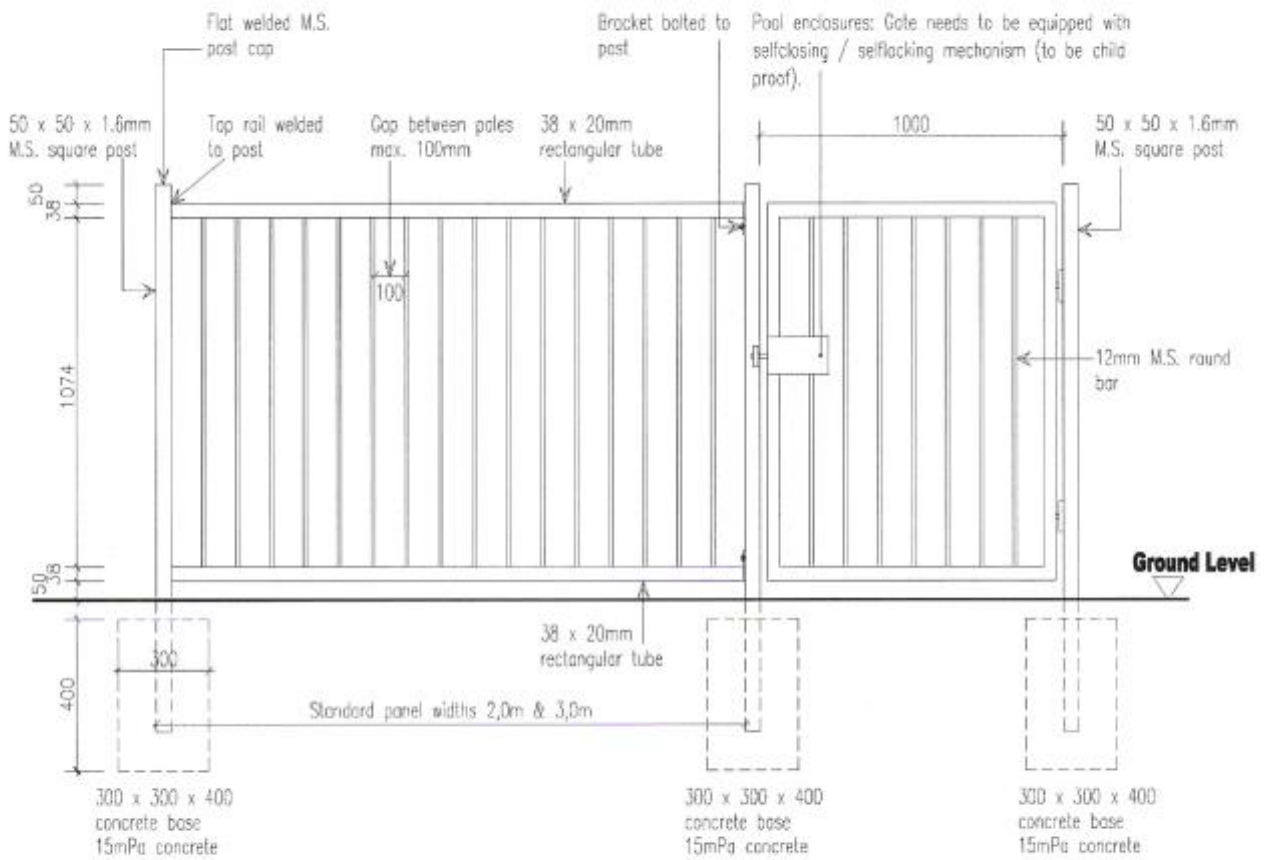 Flat welded M.S.
post cap
Bracket bolted to
post
Pool enclosures: Gate needs to be equipped with
selfclosing / selflocking mechanism (to be child
proof).
50 x 50 x 1.6mm
M.S. square post
Top rail welded
to post
Gap between poles
max. 100mm
38 x 20mm
rectangular tube
1000
50 x 50 x 1.6mm
M.S. square post
50
38
100
1074
12mm M.S. round
bar
38
50
Ground Level
38 x 20mm
rectangular tube
300
400
Standard panel widths 2,0m & 3,0m
300 x 300 x 400
concrete base
15mPa concrete
300 x 300 x 400
concrete base
15mPa concrete
300 x 300 x 400
concrete base
15mPa concrete